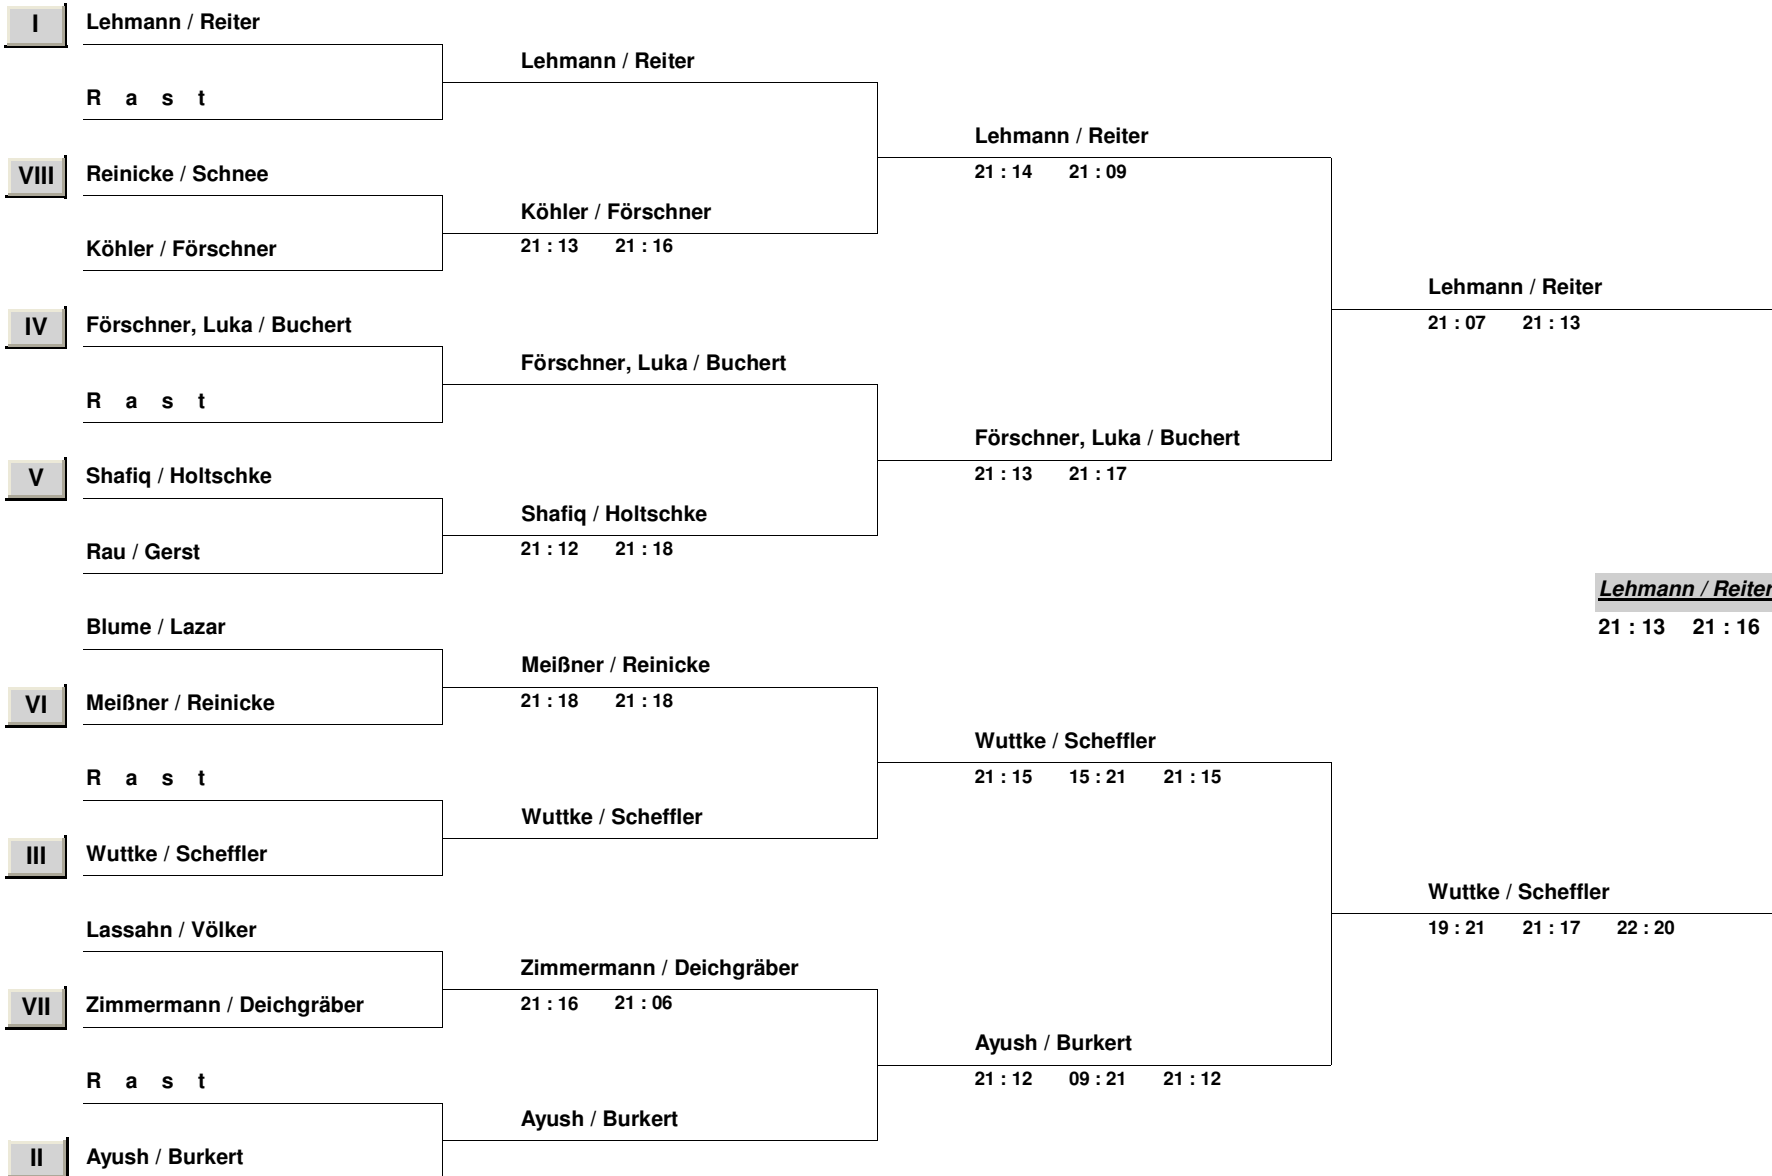 I Lehmann / Reiter
Lehmann / Reiter
R a s t
Lehmann / Reiter
21 : 14 21 : 09
VIII Reinicke / Schnee
Köhler / Förschner
21 : 13 21 : 16
Köhler / Förschner
Lehmann / Reiter
21 : 07 21 : 13
IV Förschner, Luka / Buchert
Förschner, Luka / Buchert
R a s t
Förschner, Luka / Buchert
21 : 13 21 : 17
V Shafiq / Holtschke
Shafiq / Holtschke
21 : 12 21 : 18
Rau / Gerst
Lehmann / Reiter
21 : 13 21 : 16
Blume / Lazar
Meißner / Reinicke
21 : 18 21 : 18
VI Meißner / Reinicke
Wuttke / Scheffler
21 : 15 15 : 21 21 : 15
R a s t
Wuttke / Scheffler
III Wuttke / Scheffler
Wuttke / Scheffler
19 : 21 21 : 17 22 : 20
Lassahn / Völker
Zimmermann / Deichgräber
21 : 16 21 : 06
VII Zimmermann / Deichgräber
Ayush / Burkert
21 : 12 09 : 21 21 : 12
R a s t
Ayush / Burkert
II Ayush / Burkert